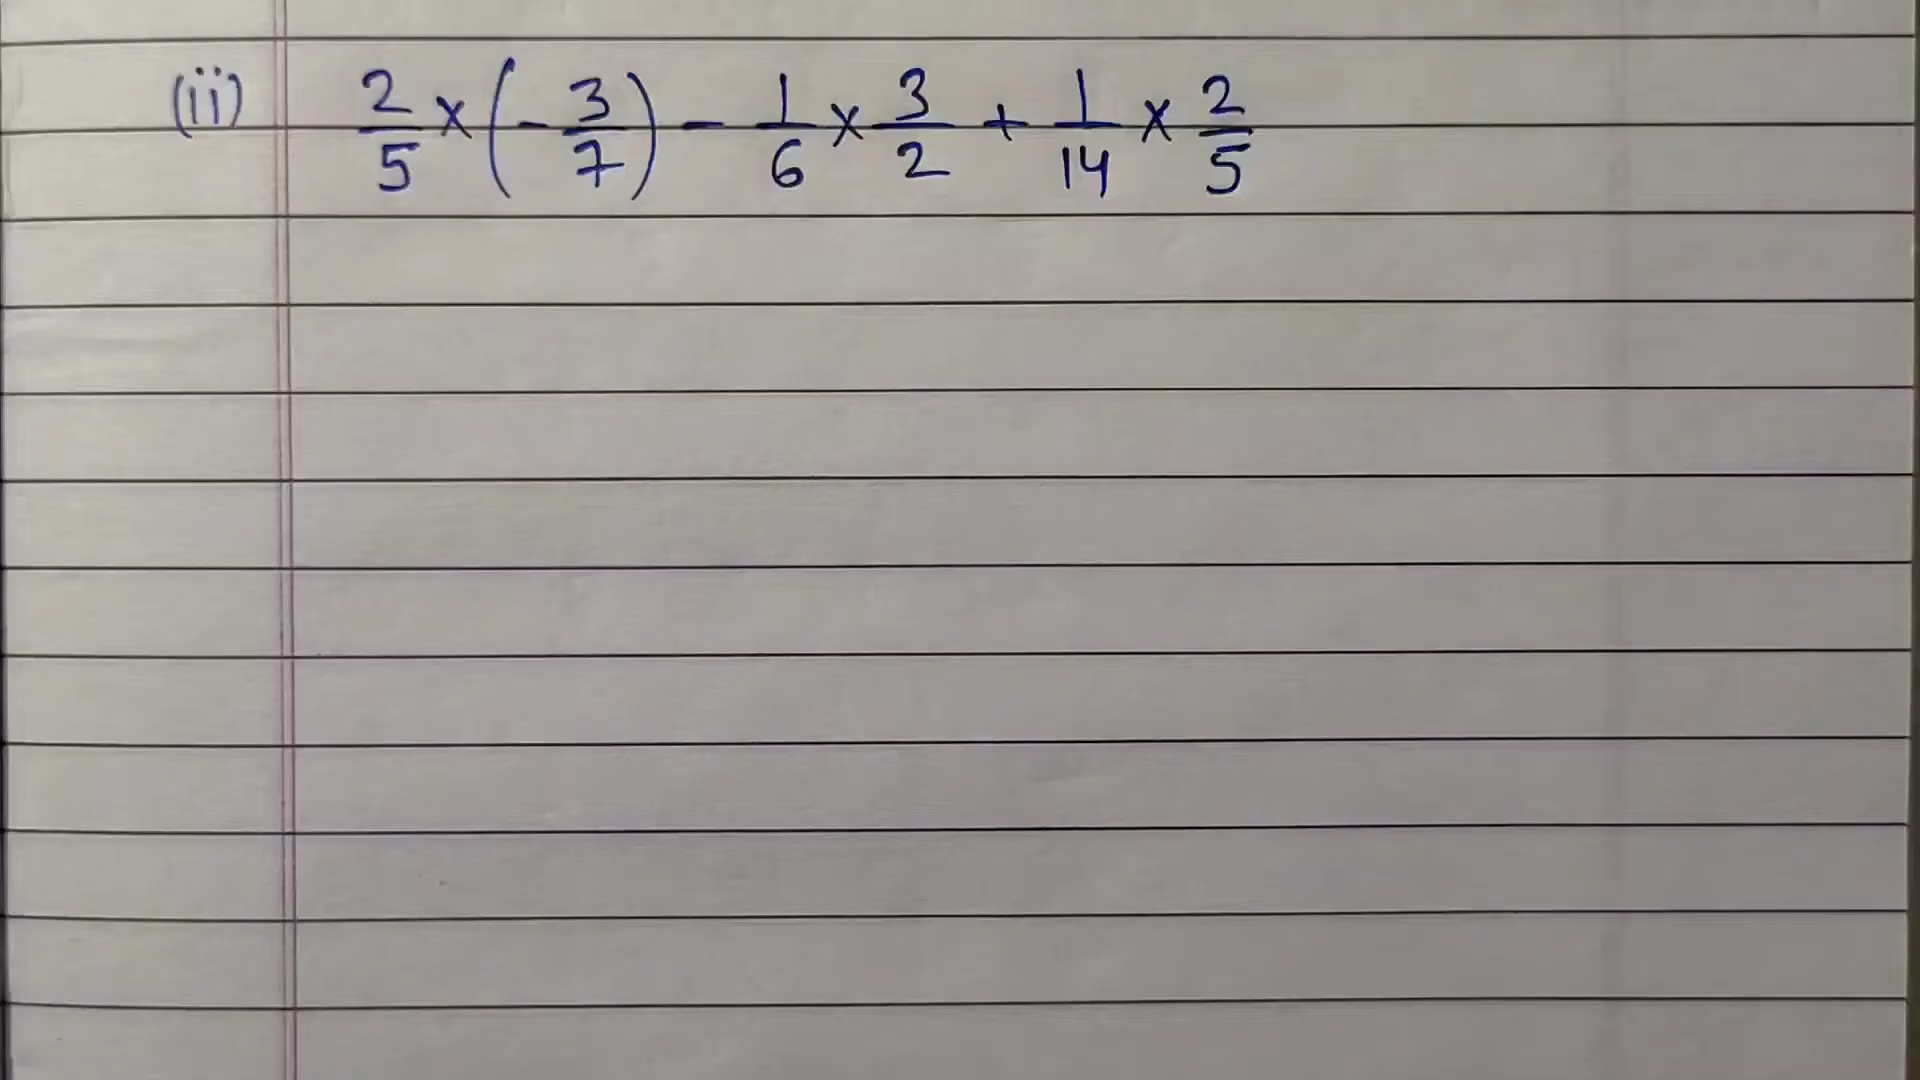 (ii) 2/5 × (- 3/7) - 1/6 × 3/2 + 1/14 × 2/5